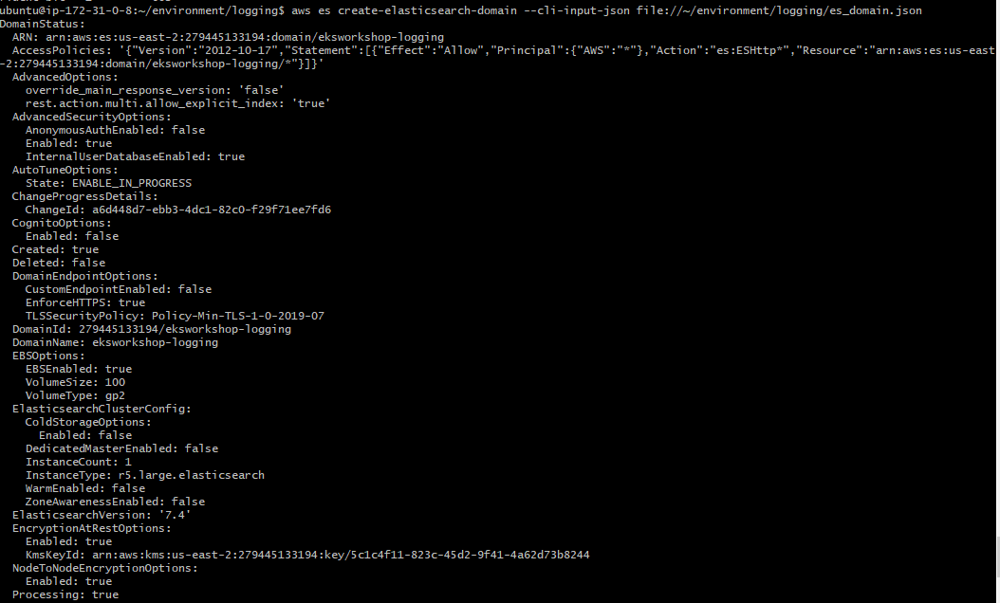 ubuntu@ip-172-31-0-8:~/environment/logging$ aws es create-elasticsearch-domain --cli-input-json file://~/environment/logging/es_domain.json
DomainStatus:
  ARN: arn:aws:es:us-east-2:279445133194:domain/eksworkshop-logging
  AccessPolicies: '{"Version":"2012-10-17","Statement":[{"Effect":"Allow","Principal":{"AWS":"*"},"Action":"es:ESHttp*","Resource":"arn:aws:es:us-east
-2:279445133194:domain/eksworkshop-logging/*"}]}'
  AdvancedOptions:
    override_main_response_version: 'false'
    rest.action.multi.allow_explicit_index: 'true'
  AdvancedSecurityOptions:
    AnonymousAuthEnabled: false
    Enabled: true
    InternalUserDatabaseEnabled: true
  AutoTuneOptions:
    State: ENABLE_IN_PROGRESS
  ChangeProgressDetails:
    ChangeId: a6d448d7-ebb3-4dc1-82c0-f29f71ee7fd6
  CognitoOptions:
    Enabled: false
  Created: true
  Deleted: false
  DomainEndpointOptions:
    CustomEndpointEnabled: false
    EnforceHTTPS: true
    TLSSecurityPolicy: Policy-Min-TLS-1-0-2019-07
  DomainId: 279445133194/eksworkshop-logging
  DomainName: eksworkshop-logging
  EBSOptions:
    EBSEnabled: true
    VolumeSize: 100
    VolumeType: gp2
  ElasticsearchClusterConfig:
    ColdStorageOptions:
      Enabled: false
    DedicatedMasterEnabled: false
    InstanceCount: 1
    InstanceType: r5.large.elasticsearch
    WarmEnabled: false
    ZoneAwarenessEnabled: false
  ElasticsearchVersion: '7.4'
  EncryptionAtRestOptions:
    Enabled: true
    KmsKeyId: arn:aws:kms:us-east-2:279445133194:key/5c1c4f11-823c-45d2-9f41-4a62d73b8244
  NodeToNodeEncryptionOptions:
    Enabled: true
  Processing: true